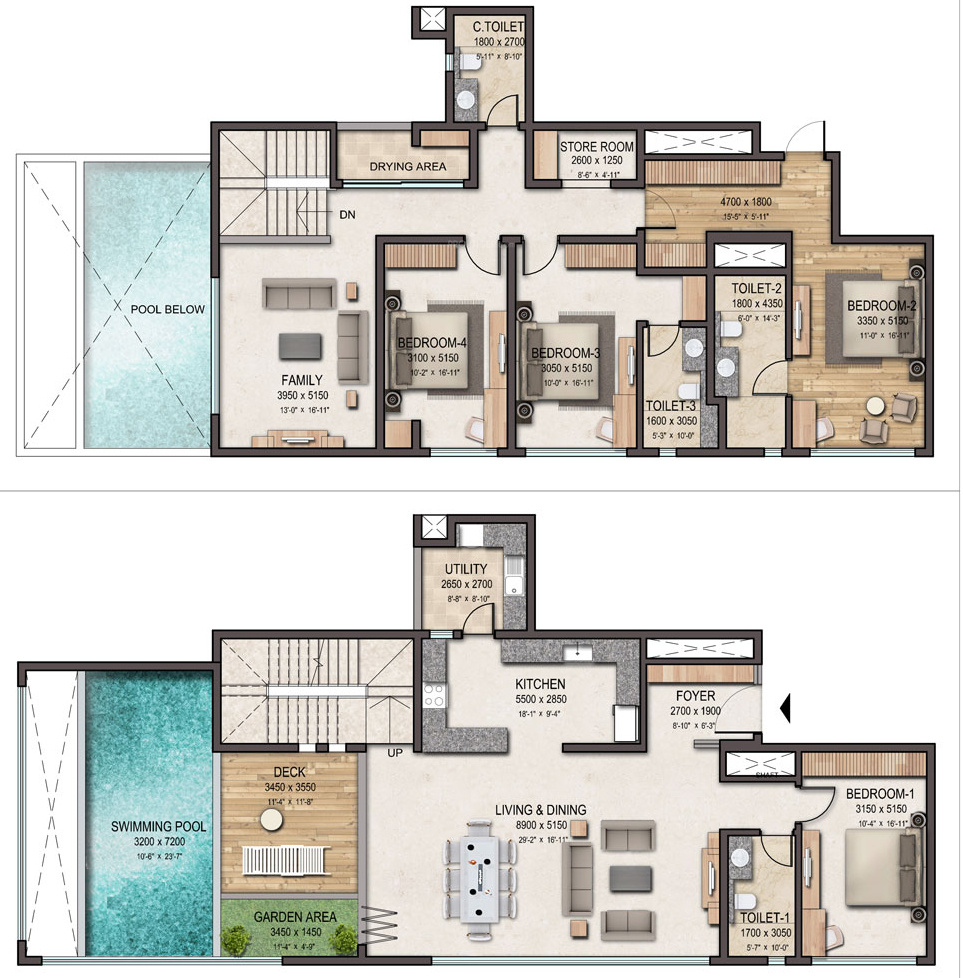 C.TOILET
1800 x 2700
5'-11" x 8'-10"
DRYING AREA
STORE ROOM
2600 x 1250
8'-6" x 4'-11"
4700 x 1800
15'-5" x 5'-11"
DN
POOL BELOW
FAMILY
3950 x 5150
13'-0" x 16'-11"
BEDROOM-4
3100 x 5150
10'-2" x 16'-11"
BEDROOM-3
3050 x 5150
10'-0" x 16'-11"
TOILET-3
1600 x 3050
5'-3" x 10'-0"
TOILET-2
1800 x 4350
6'-0" x 14'-3"
BEDROOM-2
3350 x 5150
11'-0" x 16'-11"
UTILITY
2650 x 2700
8'-8" x 8'-10"
KITCHEN
5500 x 2850
18'-1" x 9'-4"
FOYER
2700 x 1900
8'-10" x 6'-3"
UP
DECK
3450 x 3550
11'-4" x 11'-8"
SWIMMING POOL
3200 x 7200
10'-6" x 23'-7"
LIVING & DINING
8900 x 5150
29'-2" x 16'-11"
SHAFT
BEDROOM-1
3150 x 5150
10'-4" x 16'-11"
GARDEN AREA
3450 x 1450
11'-4" x 4'-9"
TOILET-1
1700 x 3050
5'-7" x 10'-0"